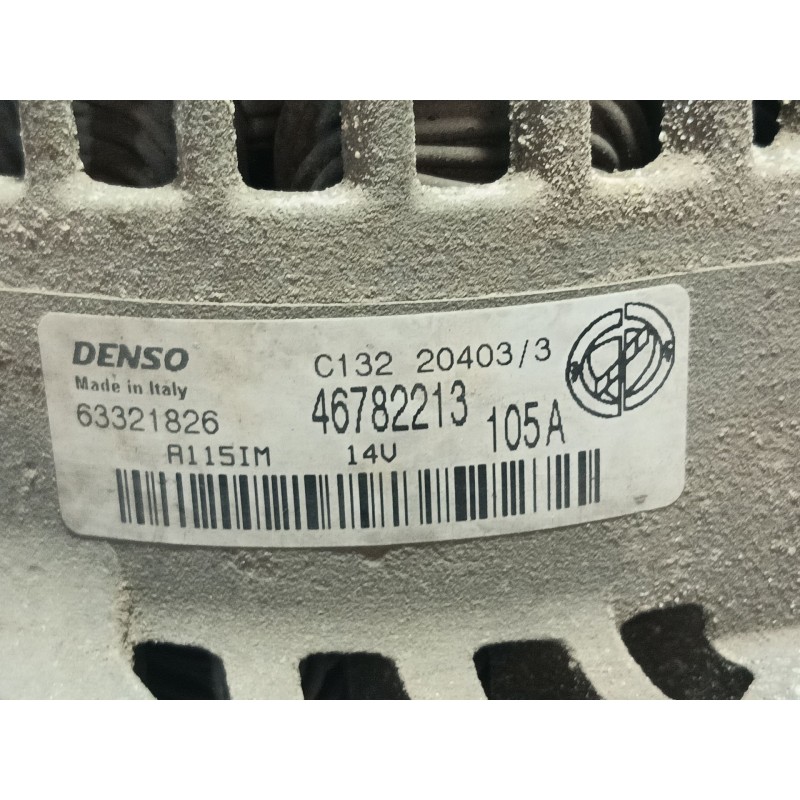 DENSO
Made in Italy
63321826
C132 20403/3
46782213
105A
A115IM 14V